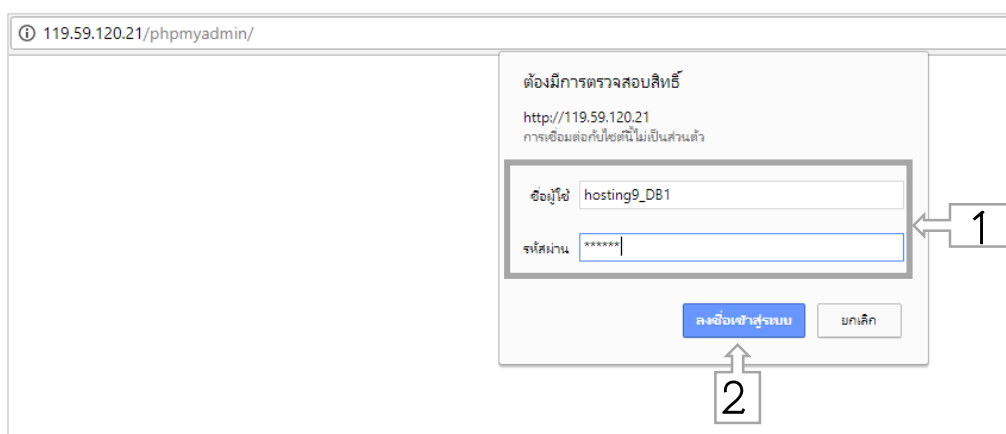 119.59.120.21/phpmyadmin/
ต้องมีการตรวจสอบสิทธิ์
http://119.59.120.21
การเชื่อมต่อกับไซต์นี้ไม่เป็นส่วนตัว
ชื่อผู้ใช้ hosting9_DB1
1
รหัสผ่าน ******
ลงชื่อเข้าสู่ระบบ ยกเลิก
2